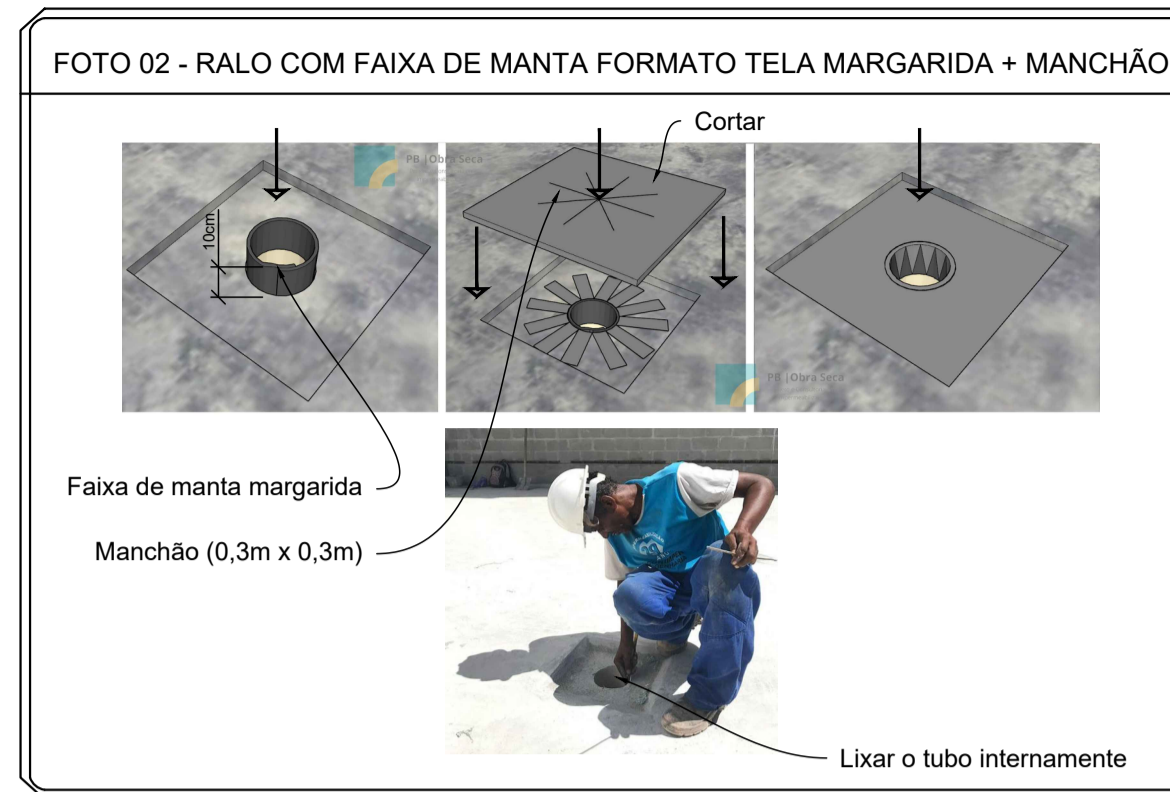 FOTO 02 - RALO COM FAIXA DE MANTA FORMATO TELA MARGARIDA + MANCHÃO
Cortar
PB | Obra Seca
10cm
PB | Obra Seca
Faixa de manta margarida
Manchão (0,3m x 0,3m)
Lixar o tubo internamente